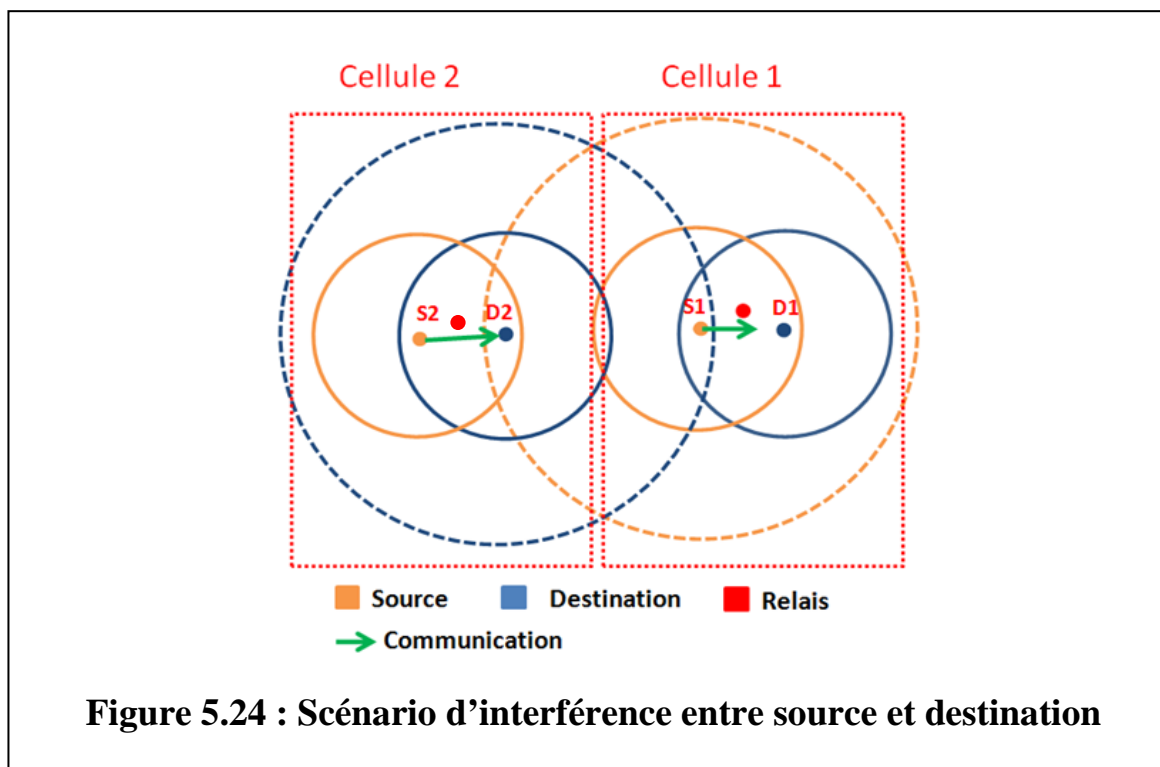 Cellule 2 Cellule 1
S2 D2 S1 D1
Source Destination Relais
Communication
Figure 5.24 : Scénario d’interférence entre source et destination